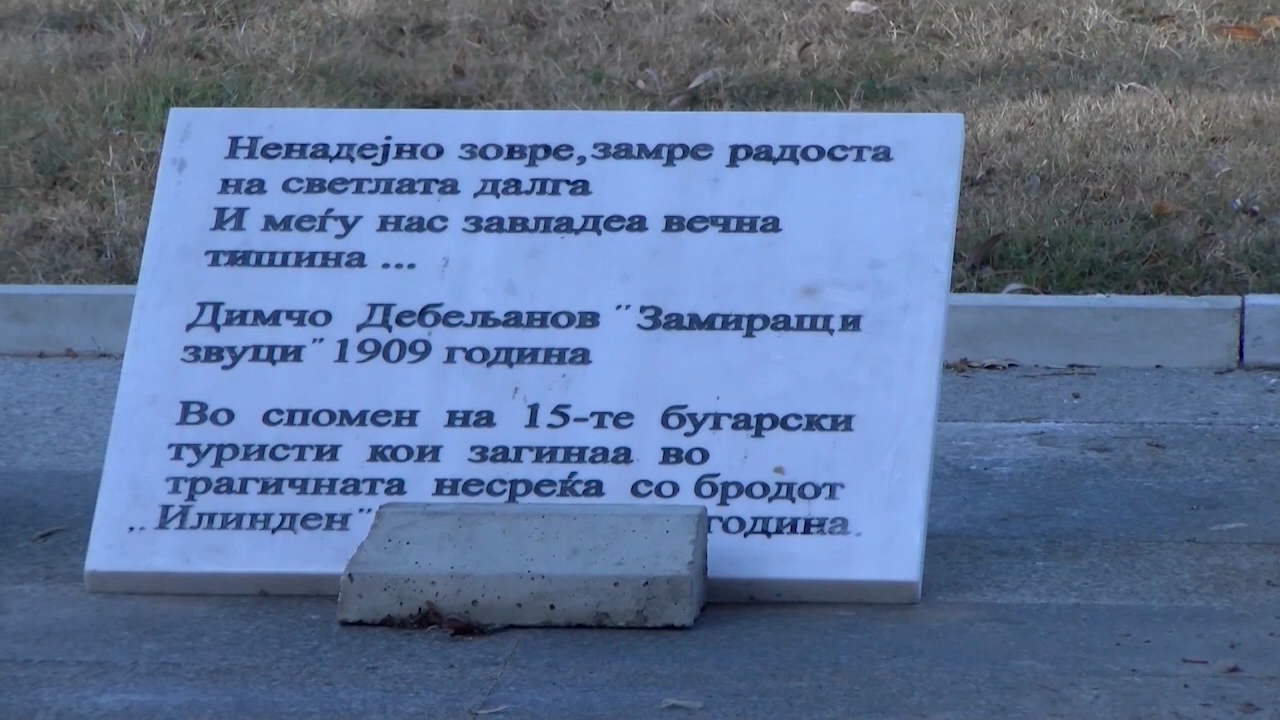 Ненадејно зовре,замре радоста
на светлата далга
И меѓу нас завладеа вечна
тишина ...
Димчо Дебељанов "Замиращи
звуци" 1909 година
Во спомен на 15-те бугарски
туристи кои загинаа во
трагичната несреќа со бродот
„Илинден" година.